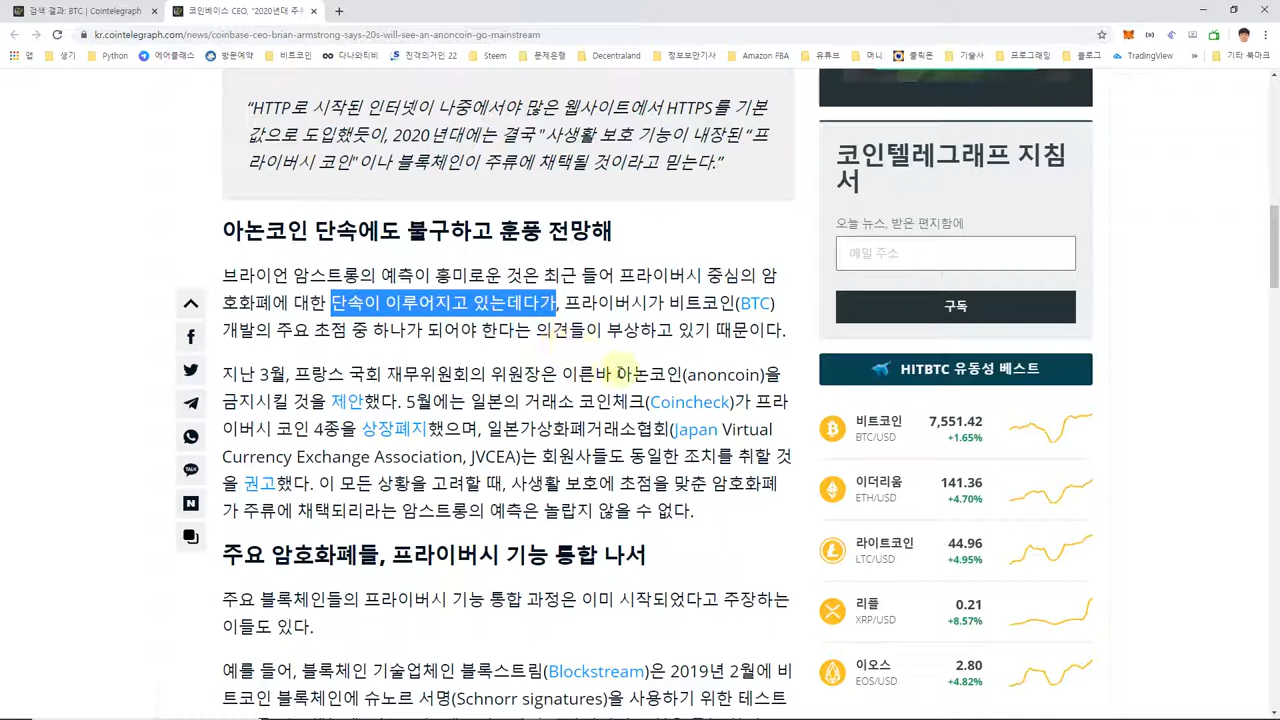 검색 결과: BTC | Cointelegraph
코인베이스 CEO, "2020년대 주
kr.cointelegraph.com/news/coinbase-ceo-brian-armstrong-says-20s-will-see-an-anoncoin-go-mainstream
앱 생기 Python 에어클래스 방문예약 비트코인 다나와티비 진격의거인 22 Steem 문제은행 Decentraland 정보보안기사 Amazon FBA 유튜브 머니 클릭온 기술사 프로그래밍 블로그 TradingView » 기타 북마크
“HTTP로 시작된 인터넷이 나중에서야 많은 웹사이트에서 HTTPS를 기본
값으로 도입했듯이, 2020년대에는 결국 "사생활 보호 기능이 내장된 “프
라이버시 코인"이나 블록체인이 주류에 채택될 것이라고 믿는다.”
아논코인 단속에도 불구하고 훈풍 전망해
브라이언 암스트롱의 예측이 흥미로운 것은 최근 들어 프라이버시 중심의 암
호화폐에 대한 단속이 이루어지고 있는데다가, 프라이버시가 비트코인(BTC)
개발의 주요 초점 중 하나가 되어야 한다는 의견들이 부상하고 있기 때문이다.
지난 3월, 프랑스 국회 재무위원회의 위원장은 이른바 아논코인(anoncoin)을
금지시킬 것을 제안했다. 5월에는 일본의 거래소 코인체크(Coincheck)가 프라
이버시 코인 4종을 상장폐지했으며, 일본가상화폐거래소협회(Japan Virtual
Currency Exchange Association, JVCEA)는 회원사들도 동일한 조치를 취할 것
을 권고했다. 이 모든 상황을 고려할 때, 사생활 보호에 초점을 맞춘 암호화폐
가 주류에 채택되리라는 암스트롱의 예측은 놀랍지 않을 수 없다.
주요 암호화폐들, 프라이버시 기능 통합 나서
주요 블록체인들의 프라이버시 기능 통합 과정은 이미 시작되었다고 주장하는
이들도 있다.
예를 들어, 블록체인 기술업체인 블록스트림(Blockstream)은 2019년 2월에 비
트코인 블록체인에 슈노르 서명(Schnorr signatures)을 사용하기 위한 테스트
TALK
N
코인텔레그래프 지침
서
오늘 뉴스, 받은 편지함에
메일 주소
구독
HITBTC 유동성 베스트
비트코인 7,551.42
BTC/USD +1.65%
이더리움 141.36
ETH/USD +4.70%
라이트코인 44.96
LTC/USD +4.95%
리플 0.21
XRP/USD +8.57%
이오스 2.80
EOS/USD +4.82%